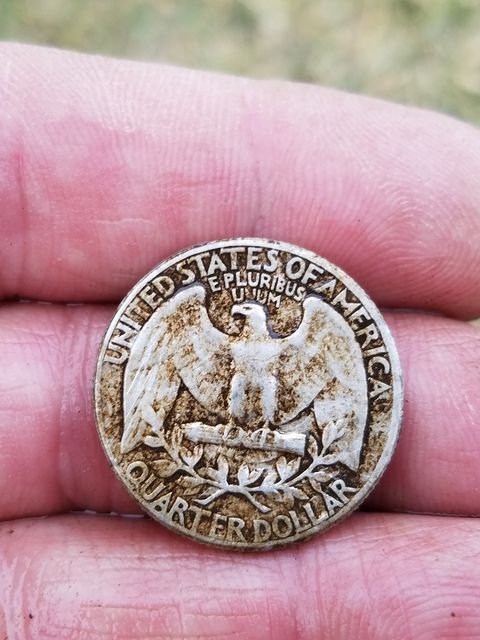 UNITED STATES OF AMERICA
E PLURIBUS
UNUM
QUARTER DOLLAR